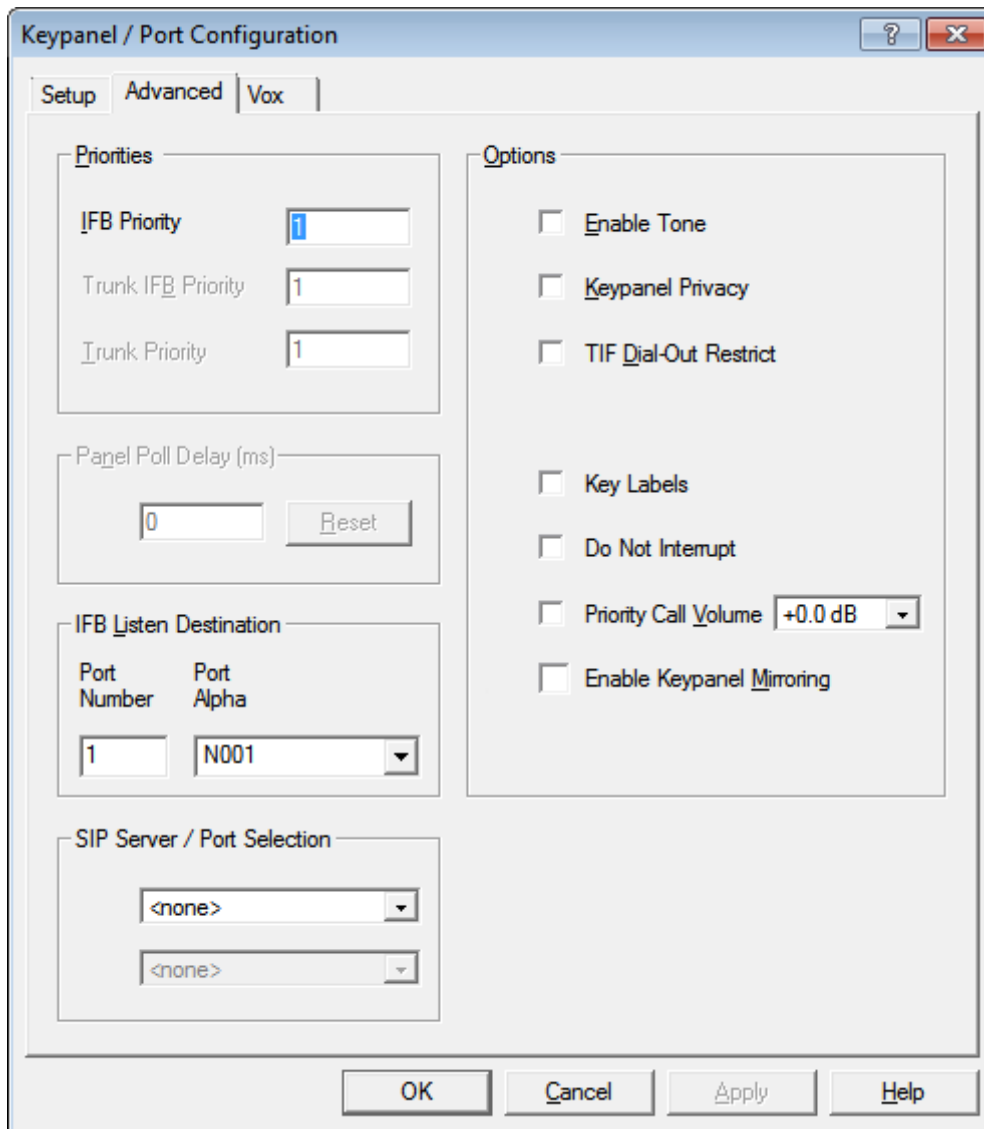 Keypanel / Port Configuration
?
Setup
Advanced
Vox
Priorities
IFB Priority
1
Trunk IFB Priority
1
Trunk Priority
1
Panel Poll Delay (ms)
0
Reset
IFB Listen Destination
Port Number
Port Alpha
1
N001
SIP Server / Port Selection
<none>
<none>
Options
Enable Tone
Keypanel Privacy
TIF Dial-Out Restrict
Key Labels
Do Not Interrupt
Priority Call Volume
+0.0 dB
Enable Keypanel Mirroring
OK
Cancel
Apply
Help